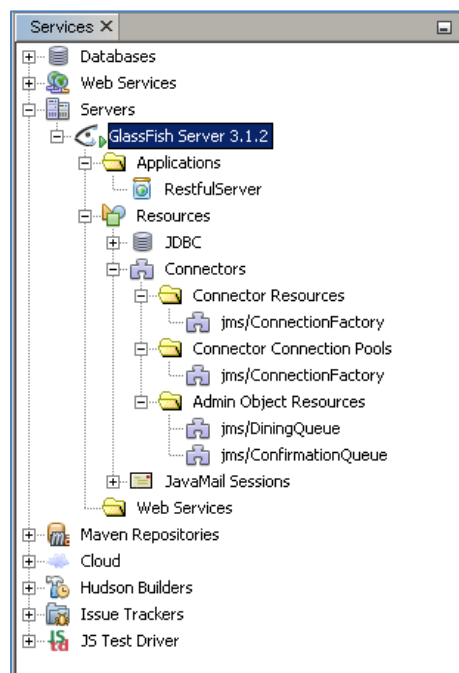 Services
Databases
Web Services
Servers
GlassFish Server 3.1.2
Applications
RestfulServer
Resources
JDBC
Connectors
Connector Resources
jms/ConnectionFactory
Connector Connection Pools
jms/ConnectionFactory
Admin Object Resources
jms/DiningQueue
jms/ConfirmationQueue
JavaMail Sessions
Web Services
Maven Repositories
Cloud
Hudson Builders
Issue Trackers
JS Test Driver